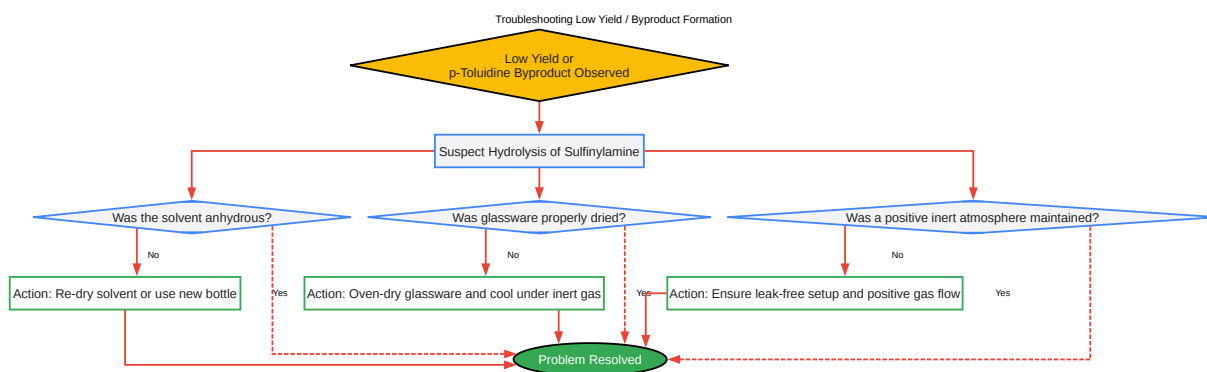 Troubleshooting Low Yield / Byproduct Formation
Low Yield or
p-Toluidine Byproduct Observed
Suspect Hydrolysis of Sulfinylamine
Was the solvent anhydrous?
Was glassware properly dried?
Was a positive inert atmosphere maintained?
No
No
No
Action: Re-dry solvent or use new bottle
Yes
Action: Oven-dry glassware and cool under inert gas
Yes
Action: Ensure leak-free setup and positive gas flow
Yes
Problem Resolved